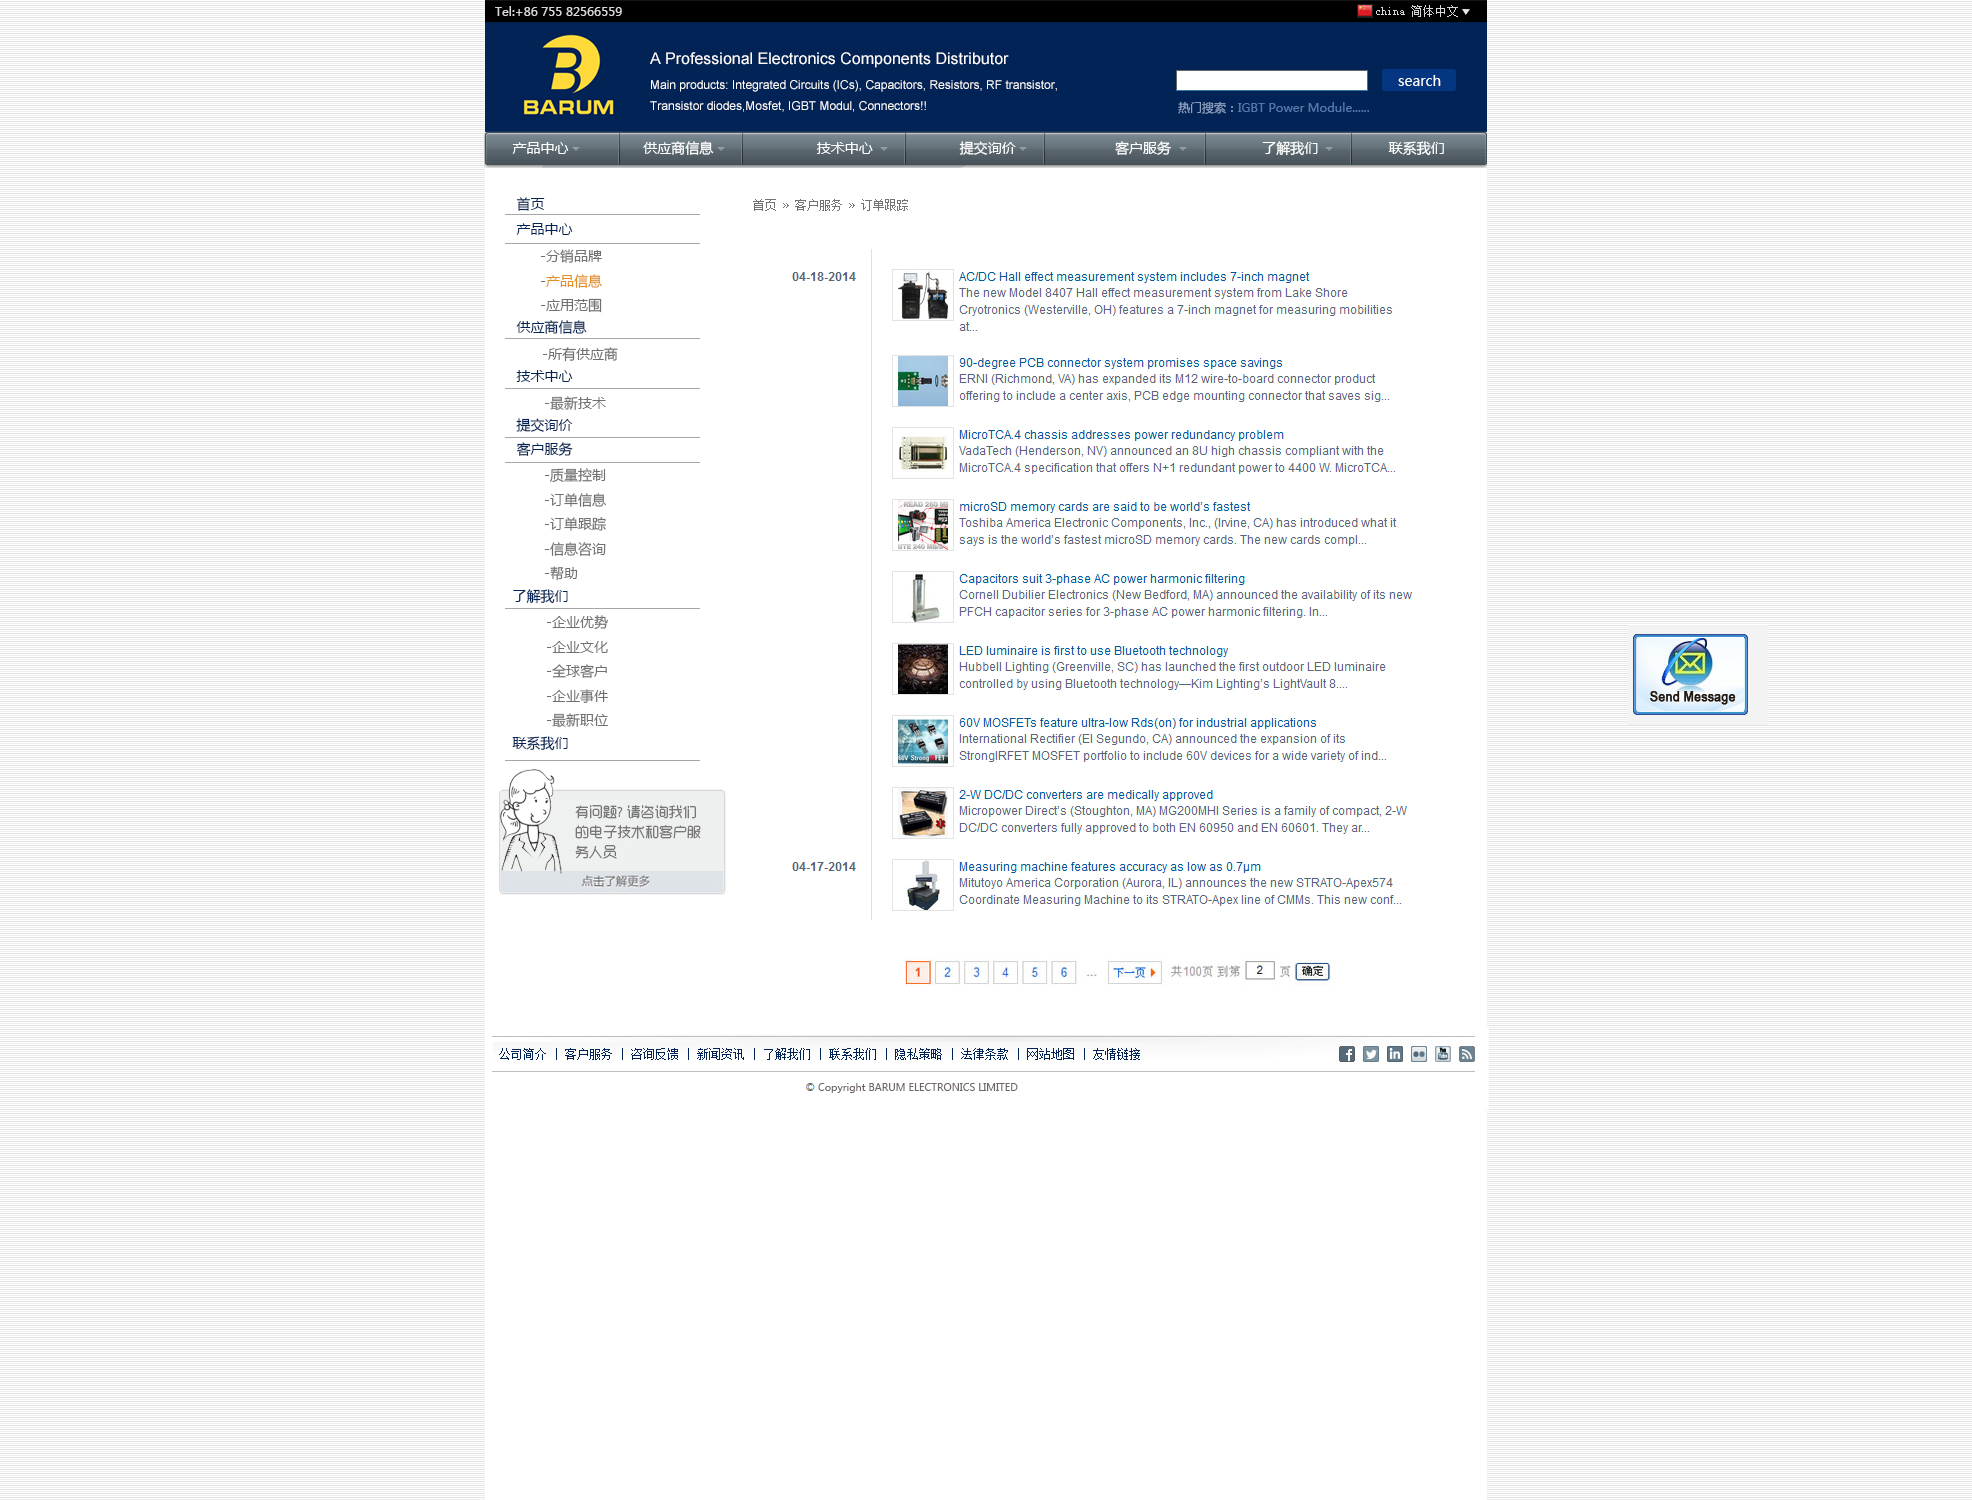 Tel:+86 755 82566559
china 简体中文
BARUM
A Professional Electronics Components Distributor
Main products: Integrated Circuits (ICs), Capacitors, Resistors, RF transistor,
Transistor diodes,Mosfet, IGBT Modul, Connectors!!
search
热门搜索：IGBT Power Module......
产品中心 供应商信息 技术中心 提交询价 客户服务 了解我们 联系我们
首页
产品中心
-分销品牌
-产品信息
-应用范围
供应商信息
-所有供应商
技术中心
-最新技术
提交询价
客户服务
-质量控制
-订单信息
-订单跟踪
-信息咨询
-帮助
了解我们
-企业优势
-企业文化
-全球客户
-企业事件
-最新职位
联系我们
有问题? 请咨询我们
的电子技术和客户服
务人员
点击了解更多
首页 » 客户服务 » 订单跟踪
04-18-2014
AC/DC Hall effect measurement system includes 7-inch magnet
The new Model 8407 Hall effect measurement system from Lake Shore
Cryotronics (Westerville, OH) features a 7-inch magnet for measuring mobilities
at...
90-degree PCB connector system promises space savings
ERNI (Richmond, VA) has expanded its M12 wire-to-board connector product
offering to include a center axis, PCB edge mounting connector that saves sig...
MicroTCA.4 chassis addresses power redundancy problem
VadaTech (Henderson, NV) announced an 8U high chassis compliant with the
MicroTCA.4 specification that offers N+1 redundant power to 4400 W. MicroTCA...
microSD memory cards are said to be world’s fastest
Toshiba America Electronic Components, Inc., (Irvine, CA) has introduced what it
says is the world’s fastest microSD memory cards. The new cards compl...
Capacitors suit 3-phase AC power harmonic filtering
Cornell Dubilier Electronics (New Bedford, MA) announced the availability of its new
PFCH capacitor series for 3-phase AC power harmonic filtering. In...
LED luminaire is first to use Bluetooth technology
Hubbell Lighting (Greenville, SC) has launched the first outdoor LED luminaire
controlled by using Bluetooth technology—Kim Lighting’s LightVault 8....
60V MOSFETs feature ultra-low Rds(on) for industrial applications
International Rectifier (El Segundo, CA) announced the expansion of its
StrongIRFET MOSFET portfolio to include 60V devices for a wide variety of ind...
2-W DC/DC converters are medically approved
Micropower Direct’s (Stoughton, MA) MG200MHI Series is a family of compact, 2-W
DC/DC converters fully approved to both EN 60950 and EN 60601. They ar...
04-17-2014
Measuring machine features accuracy as low as 0.7µm
Mitutoyo America Corporation (Aurora, IL) announces the new STRATO-Apex574
Coordinate Measuring Machine to its STRATO-Apex line of CMMs. This new conf...
1 2 3 4 5 6 ... 下一页 共100页 到第 2 页 确定
Send Message
公司简介 | 客户服务 | 咨询反馈 | 新闻资讯 | 了解我们 | 联系我们 | 隐私策略 | 法律条款 | 网站地图 | 友情链接
© Copyright BARUM ELECTRONICS LIMITED